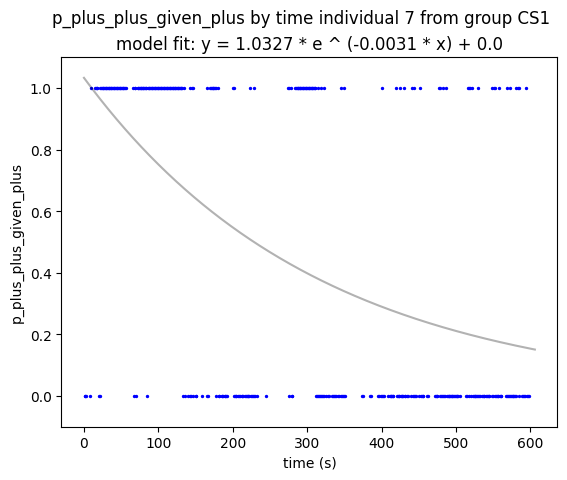 p_plus_plus_given_plus by time individual 7 from group CS1
model fit: y = 1.0327 * e ^ (-0.0031 * x) + 0.0
p_plus_plus_given_plus
1.0
0.8
0.6
0.4
0.2
0.0
0 100 200 300 400 500 600
time (s)